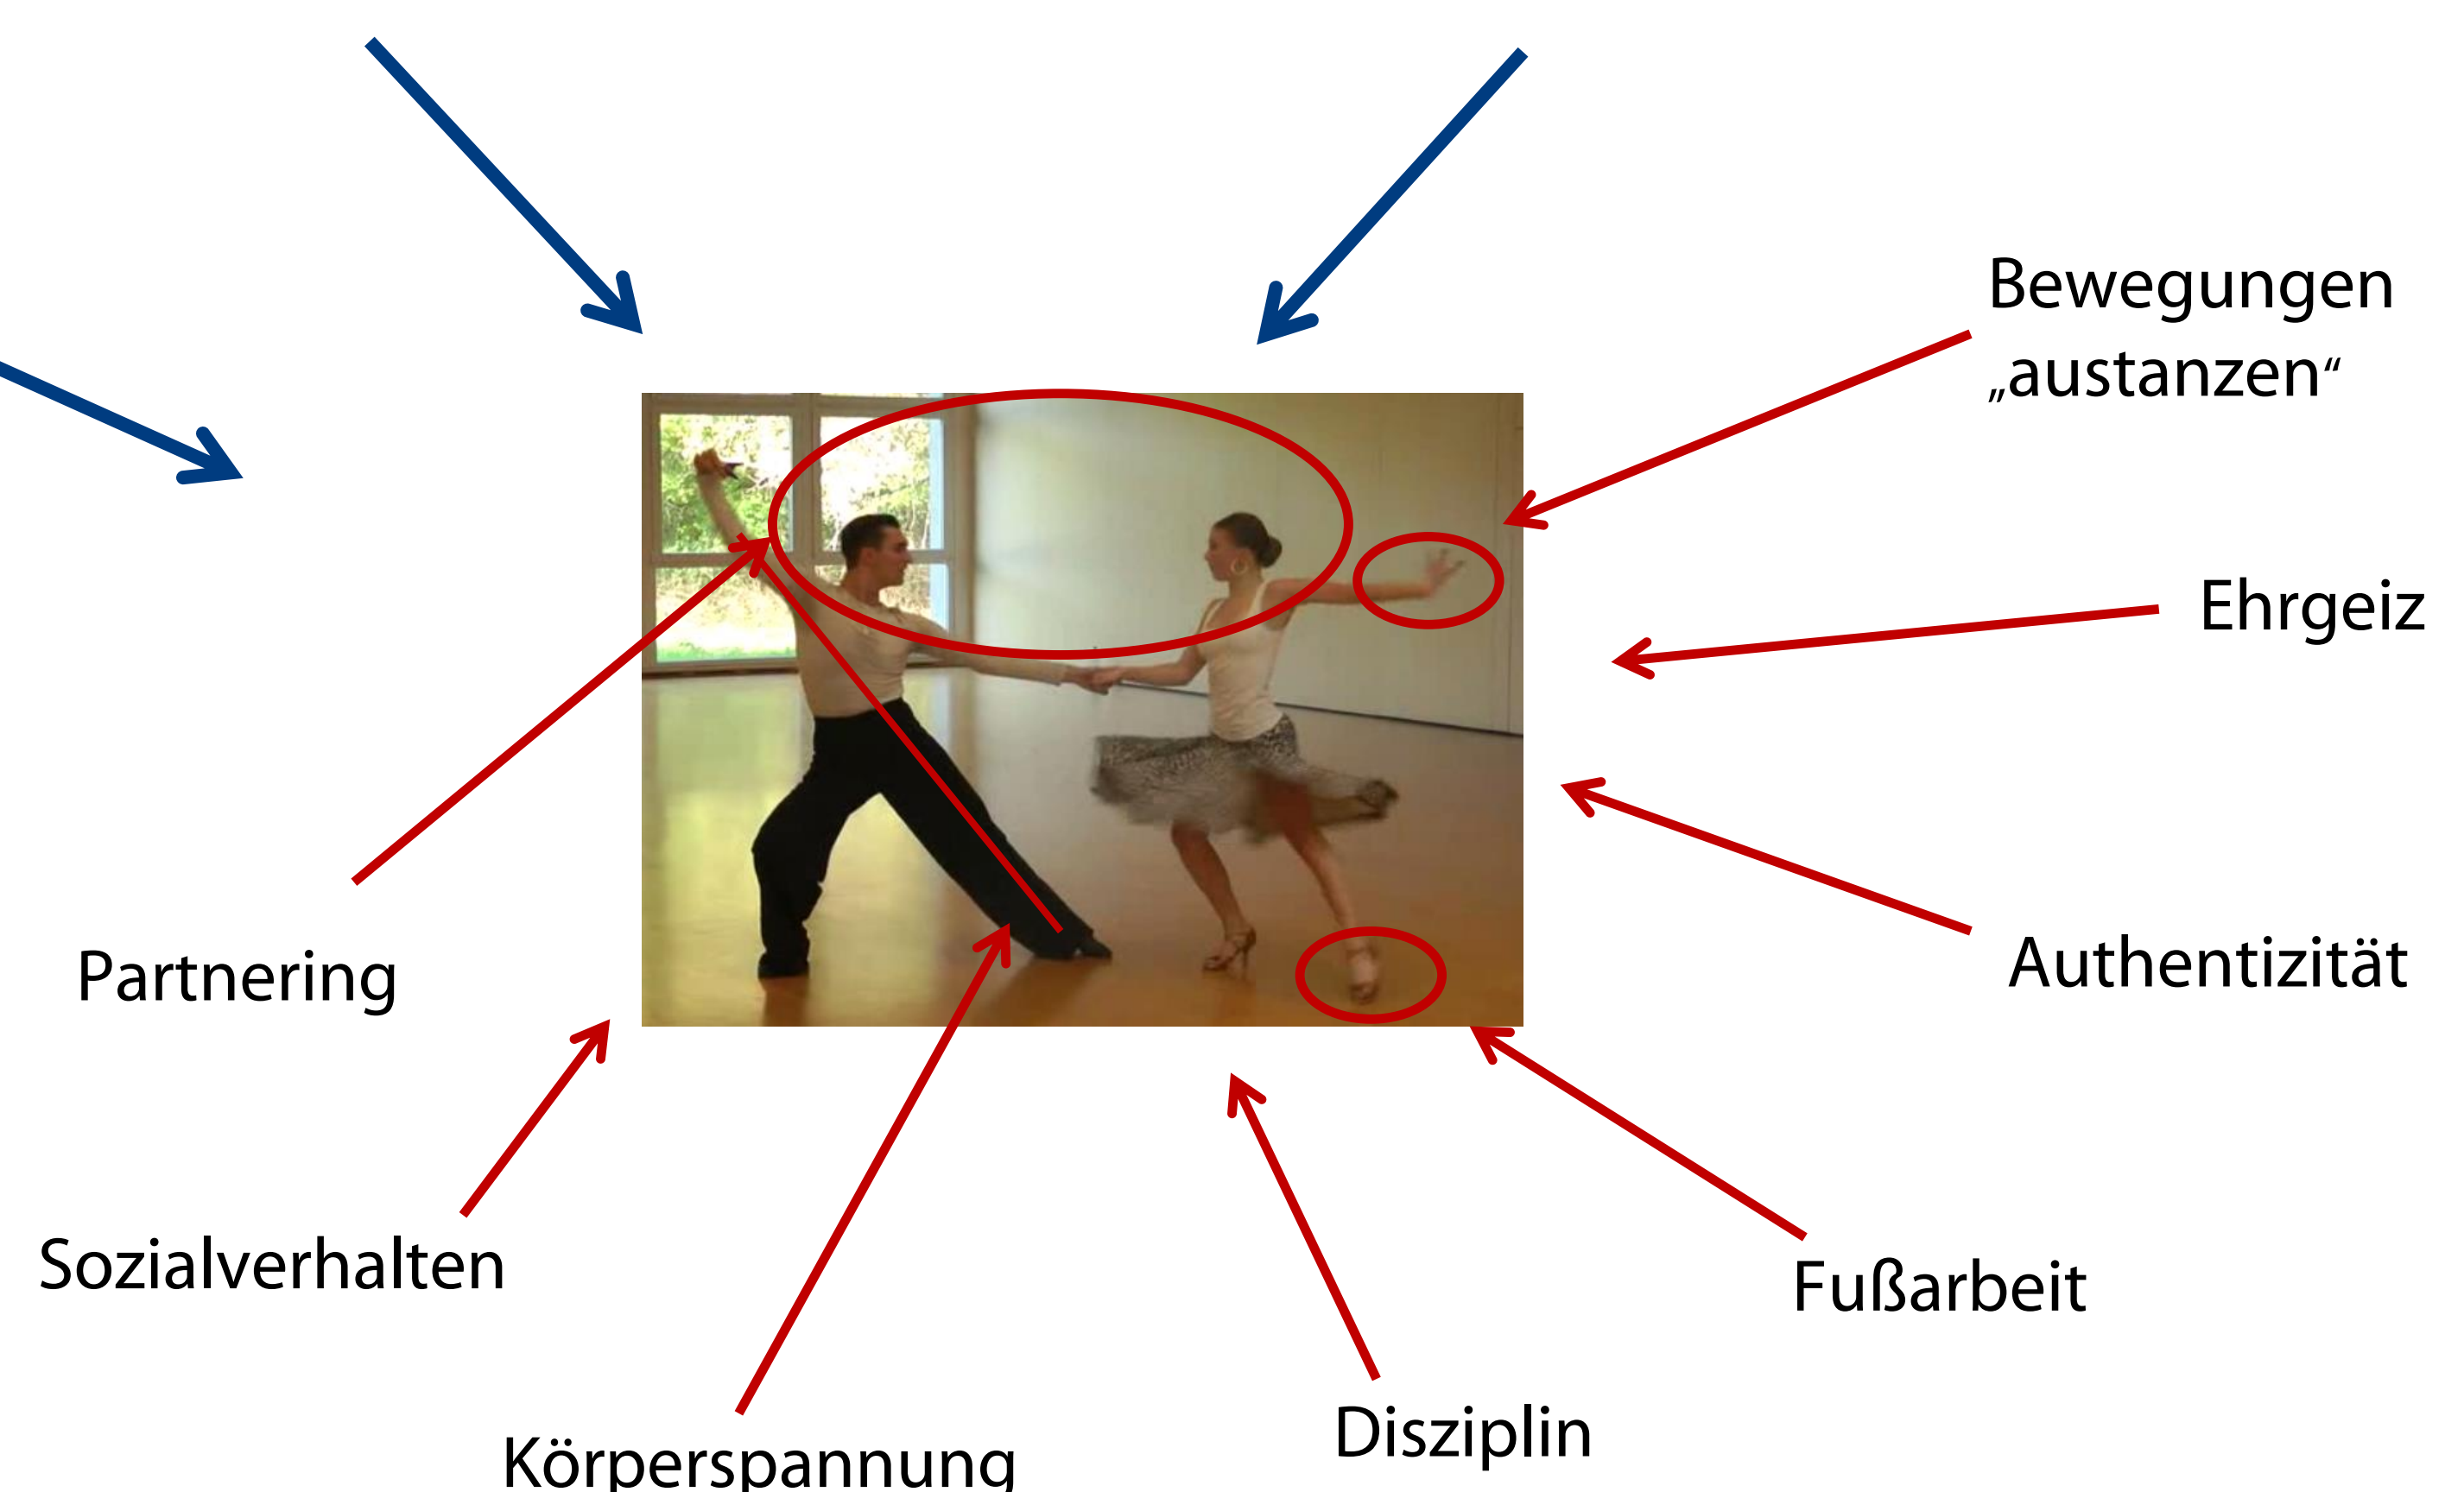 Bewegungen
„austanzen“
Ehrgeiz
Partnering
Authentizität
Sozialverhalten
Fußarbeit
Disziplin
Körperspannung